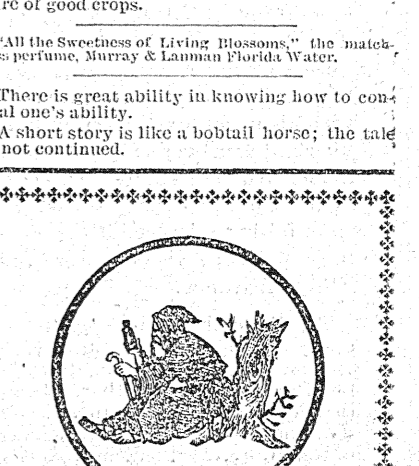 re of good crops.
"All the Sweetness of Living Blossoms," the match-
s perfume, Murray & Lanman Florida Water.
There is great ability in knowing how to con-
al one's ability.
A short story is like a bobtail horse; the tale
not continued.